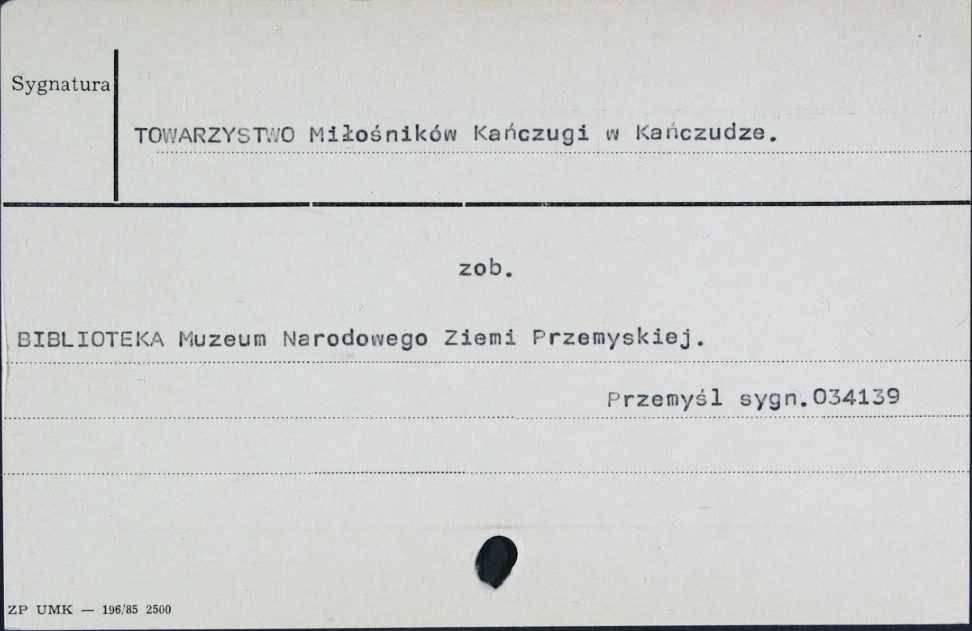 Sygnatura
TOWARZYSTWO Miłośników Kańczugi w Kańczudze.
zob.
BIBLIOTEKA Muzeum Narodowego Ziemi Przemyskiej.
Przemyśl sygn.034139
ZP UMK — 196/85 2500